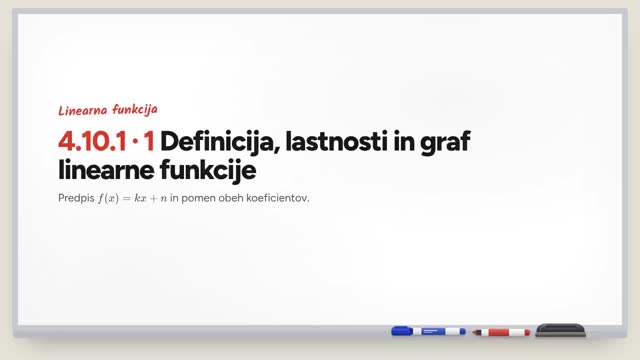 Linearna funkcija
4.10.1 · 1 Definicija, lastnosti in graf
linearne funkcije
Predpis f(x) = kx + n in pomen obeh koeficientov.